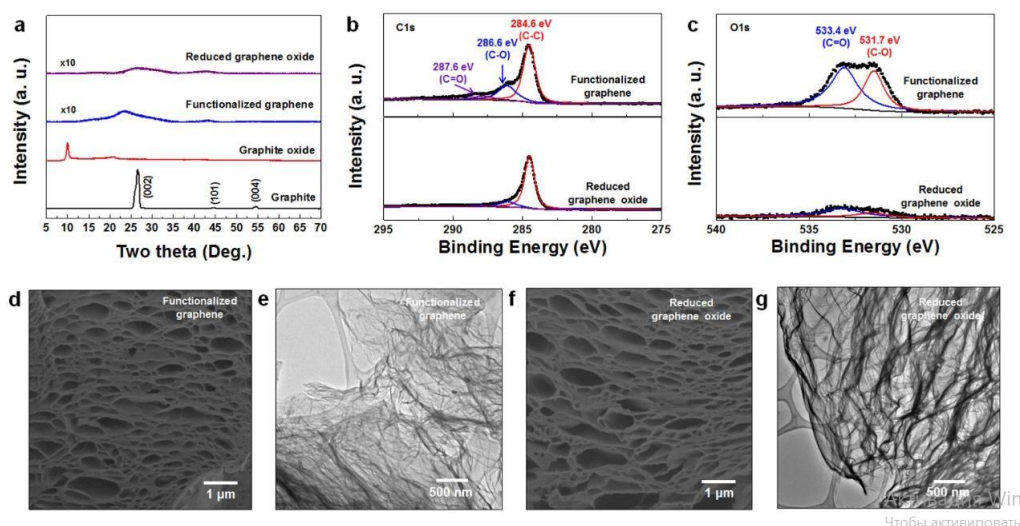 a
x10
Reduced graphene oxide
x10
Functionalized graphene
Graphite oxide
(002)
(101)
(004)
Graphite
Intensity (a. u.)
5 10 15 20 25 30 35 40 45 50 55 60 65 70
Two theta (Deg.)
b
C1s
284.6 eV
(C-C)
286.6 eV
(C-O)
287.6 eV
(C=O)
Functionalized
graphene
Reduced
graphene oxide
Intensity (a. u.)
295 290 285 280 275
Binding Energy (eV)
c
O1s
533.4 eV
(C=O)
531.7 eV
(C-O)
Functionalized
graphene
Reduced
graphene oxide
Intensity (a. u.)
540 535 530 525
Binding Energy (eV)
d
Functionalized
graphene
1 µm
e
Functionalized
graphene
500 nm
f
Reduced
graphene oxide
1 µm
g
Reduced
graphene oxide
500 nm
Win
Чтобы активировать